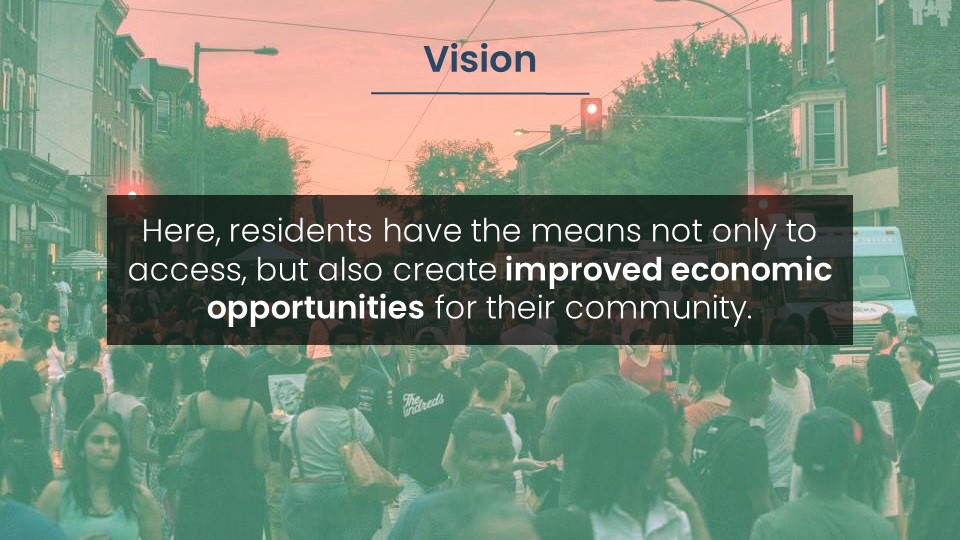 Vision
Here, residents have the means not only to
access, but also create improved economic
opportunities for their community.
The
Hundreds